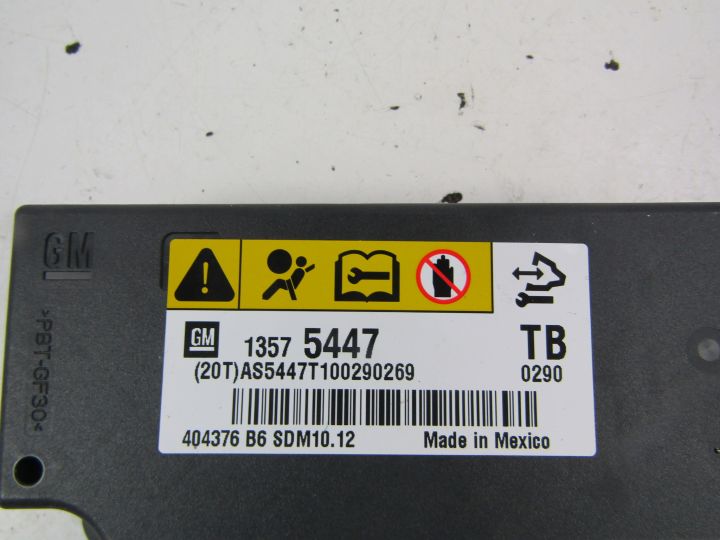 GM
>PBT-GF30<
GM 1357 5447 TB
(20T)AS5447T100290269 0290
404376 B6 SDM10.12 Made in Mexico